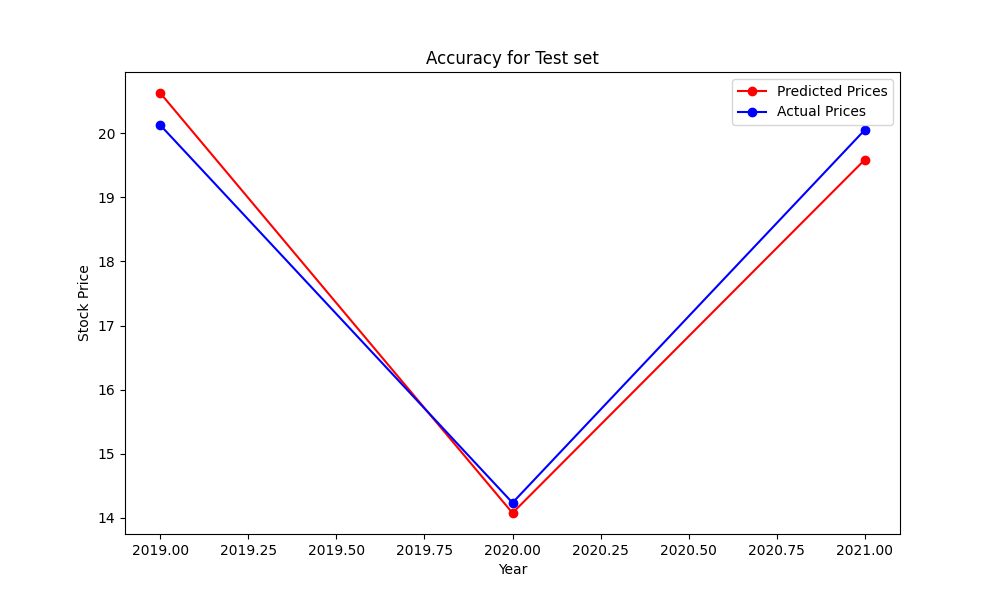 Accuracy for Test set
Predicted Prices
Actual Prices
Stock Price
20
19
18
17
16
15
14
2019.00 2019.25 2019.50 2019.75 2020.00 2020.25 2020.50 2020.75 2021.00
Year